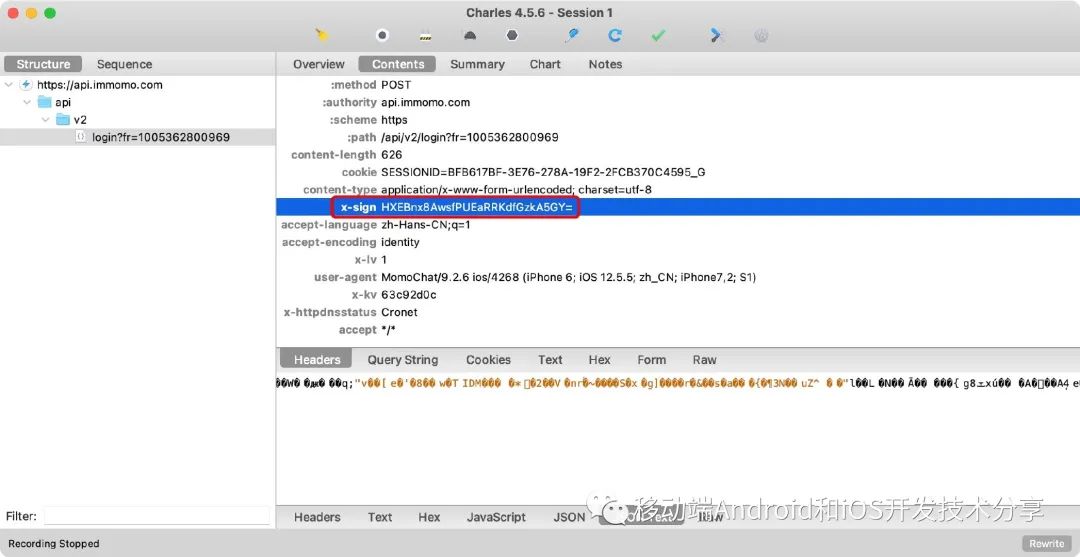 Charles 4.5.6 - Session 1
Structure Sequence
Overview Contents Summary Chart Notes
https://api.immomo.com
api
v2
login?fr=1005362800969
:method POST
:authority api.immomo.com
:scheme https
:path /api/v2/login?fr=1005362800969
content-length 626
cookie SESSIONID=BFB617BF-3E76-278A-19F2-2FCB370C4595_G
content-type application/x-www-form-urlencoded; charset=utf-8
x-sign HXEBnx8AwsfPUEaRRKdfGzkA5GY=
accept-language zh-Hans-CN;q=1
accept-encoding identity
x-lv 1
user-agent MomoChat/9.2.6 ios/4268 (iPhone 6; iOS 12.5.5; zh_CN; iPhone7,2; S1)
x-kv 63c92d0c
x-httpdnsstatus Cronet
accept */*
Headers Query String Cookies Text Hex Form Raw
Headers Text Hex JavaScript JSON Raw
移动端Android和iOS开发技术分享
Filter:
Recording Stopped
Rewrite